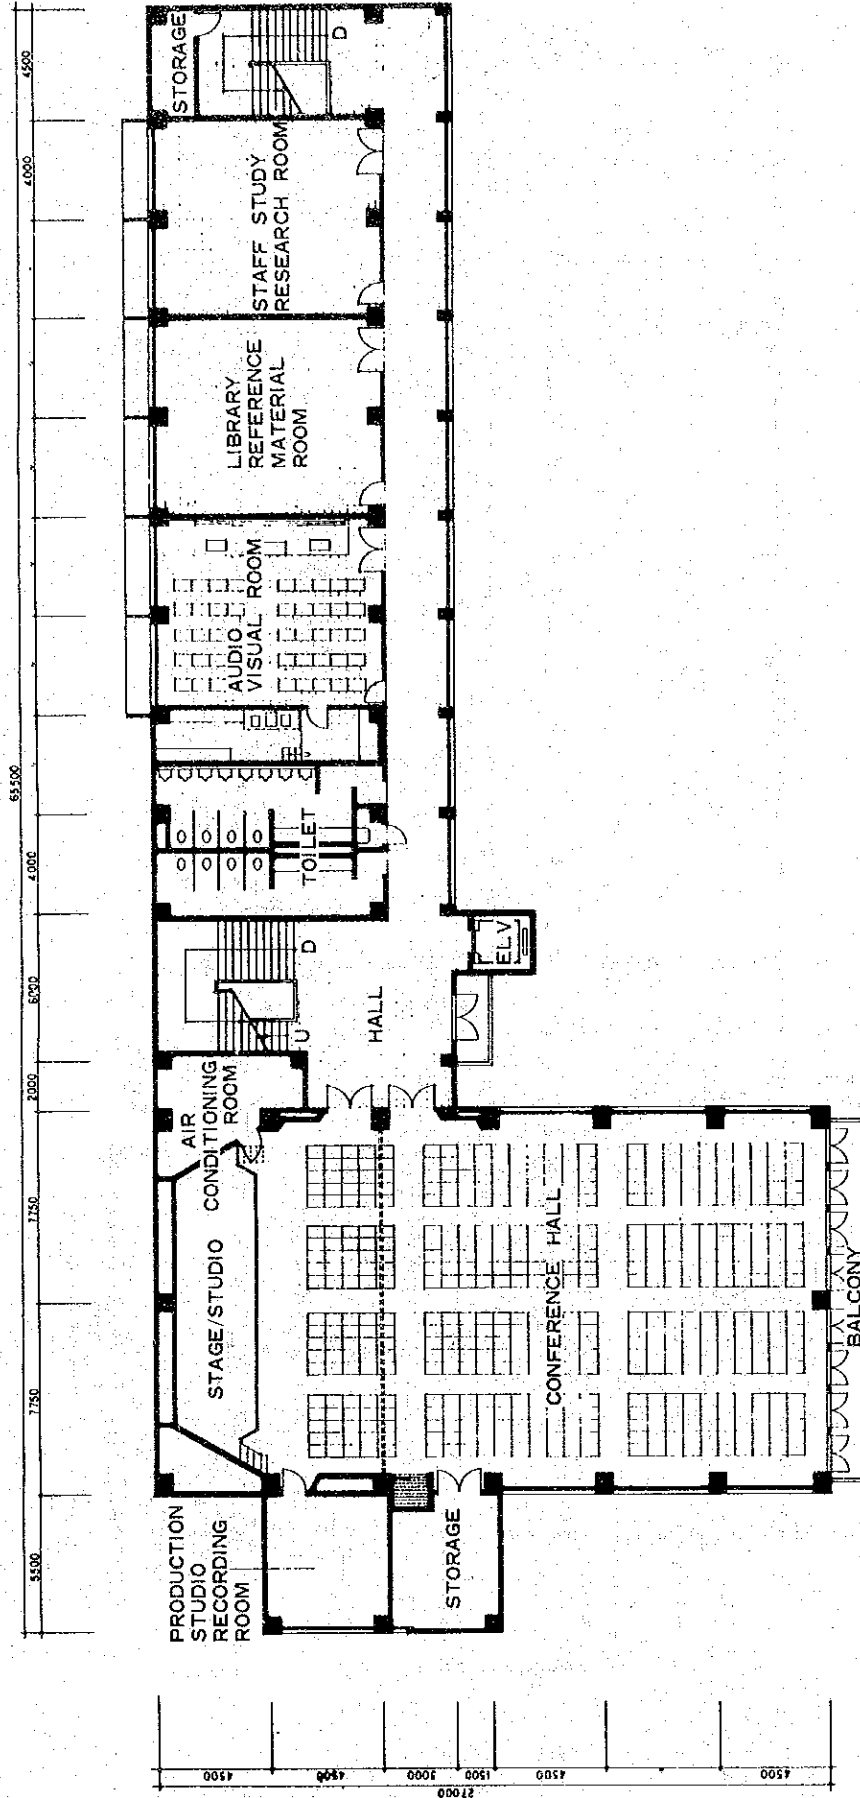 STORAGE
D
STAFF STUDY
RESEARCH ROOM
LIBRARY
REFERENCE
MATERIAL
ROOM
AUDIO
VISUAL ROOM
TOILET
D
U
HALL
ELV
AIR
CONDITIONING
ROOM
STAGE/STUDIO
CONFERENCE HALL
BALCONY
PRODUCTION
STUDIO
RECORDING
ROOM
STORAGE
4500
4000
65500
4000
6000
2000
7750
7750
5500
4500
4500
3000
1500
4500
4500
27000